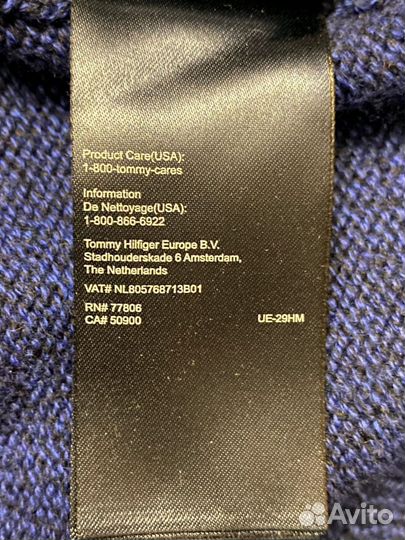 Product Care(USA):
1-800-tommy-cares
Information
De Nettoyage(USA):
1-800-866-6922
Tommy Hilfiger Europe B.V.
Stadhouderskade 6 Amsterdam,
The Netherlands
VAT# NL805768713B01
RN# 77806
CA# 50900 UE-29HM
Avito